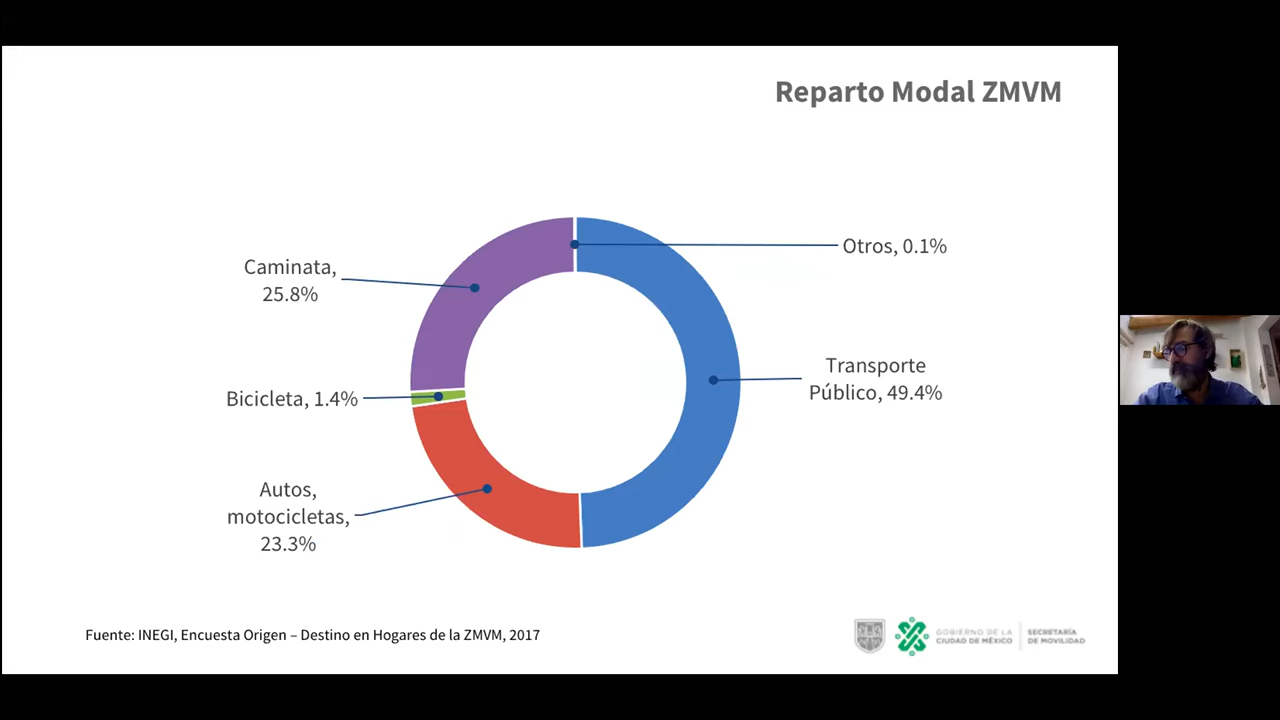 Reparto Modal ZMVM
Otros, 0.1%
Caminata,
25.8%
Transporte
Público, 49.4%
Bicicleta, 1.4%
Autos,
motocicletas,
23.3%
Fuente: INEGI, Encuesta Origen – Destino en Hogares de la ZMVM, 2017
GOBIERNO DE LA
CIUDAD DE MÉXICO
SECRETARÍA
DE MOVILIDAD